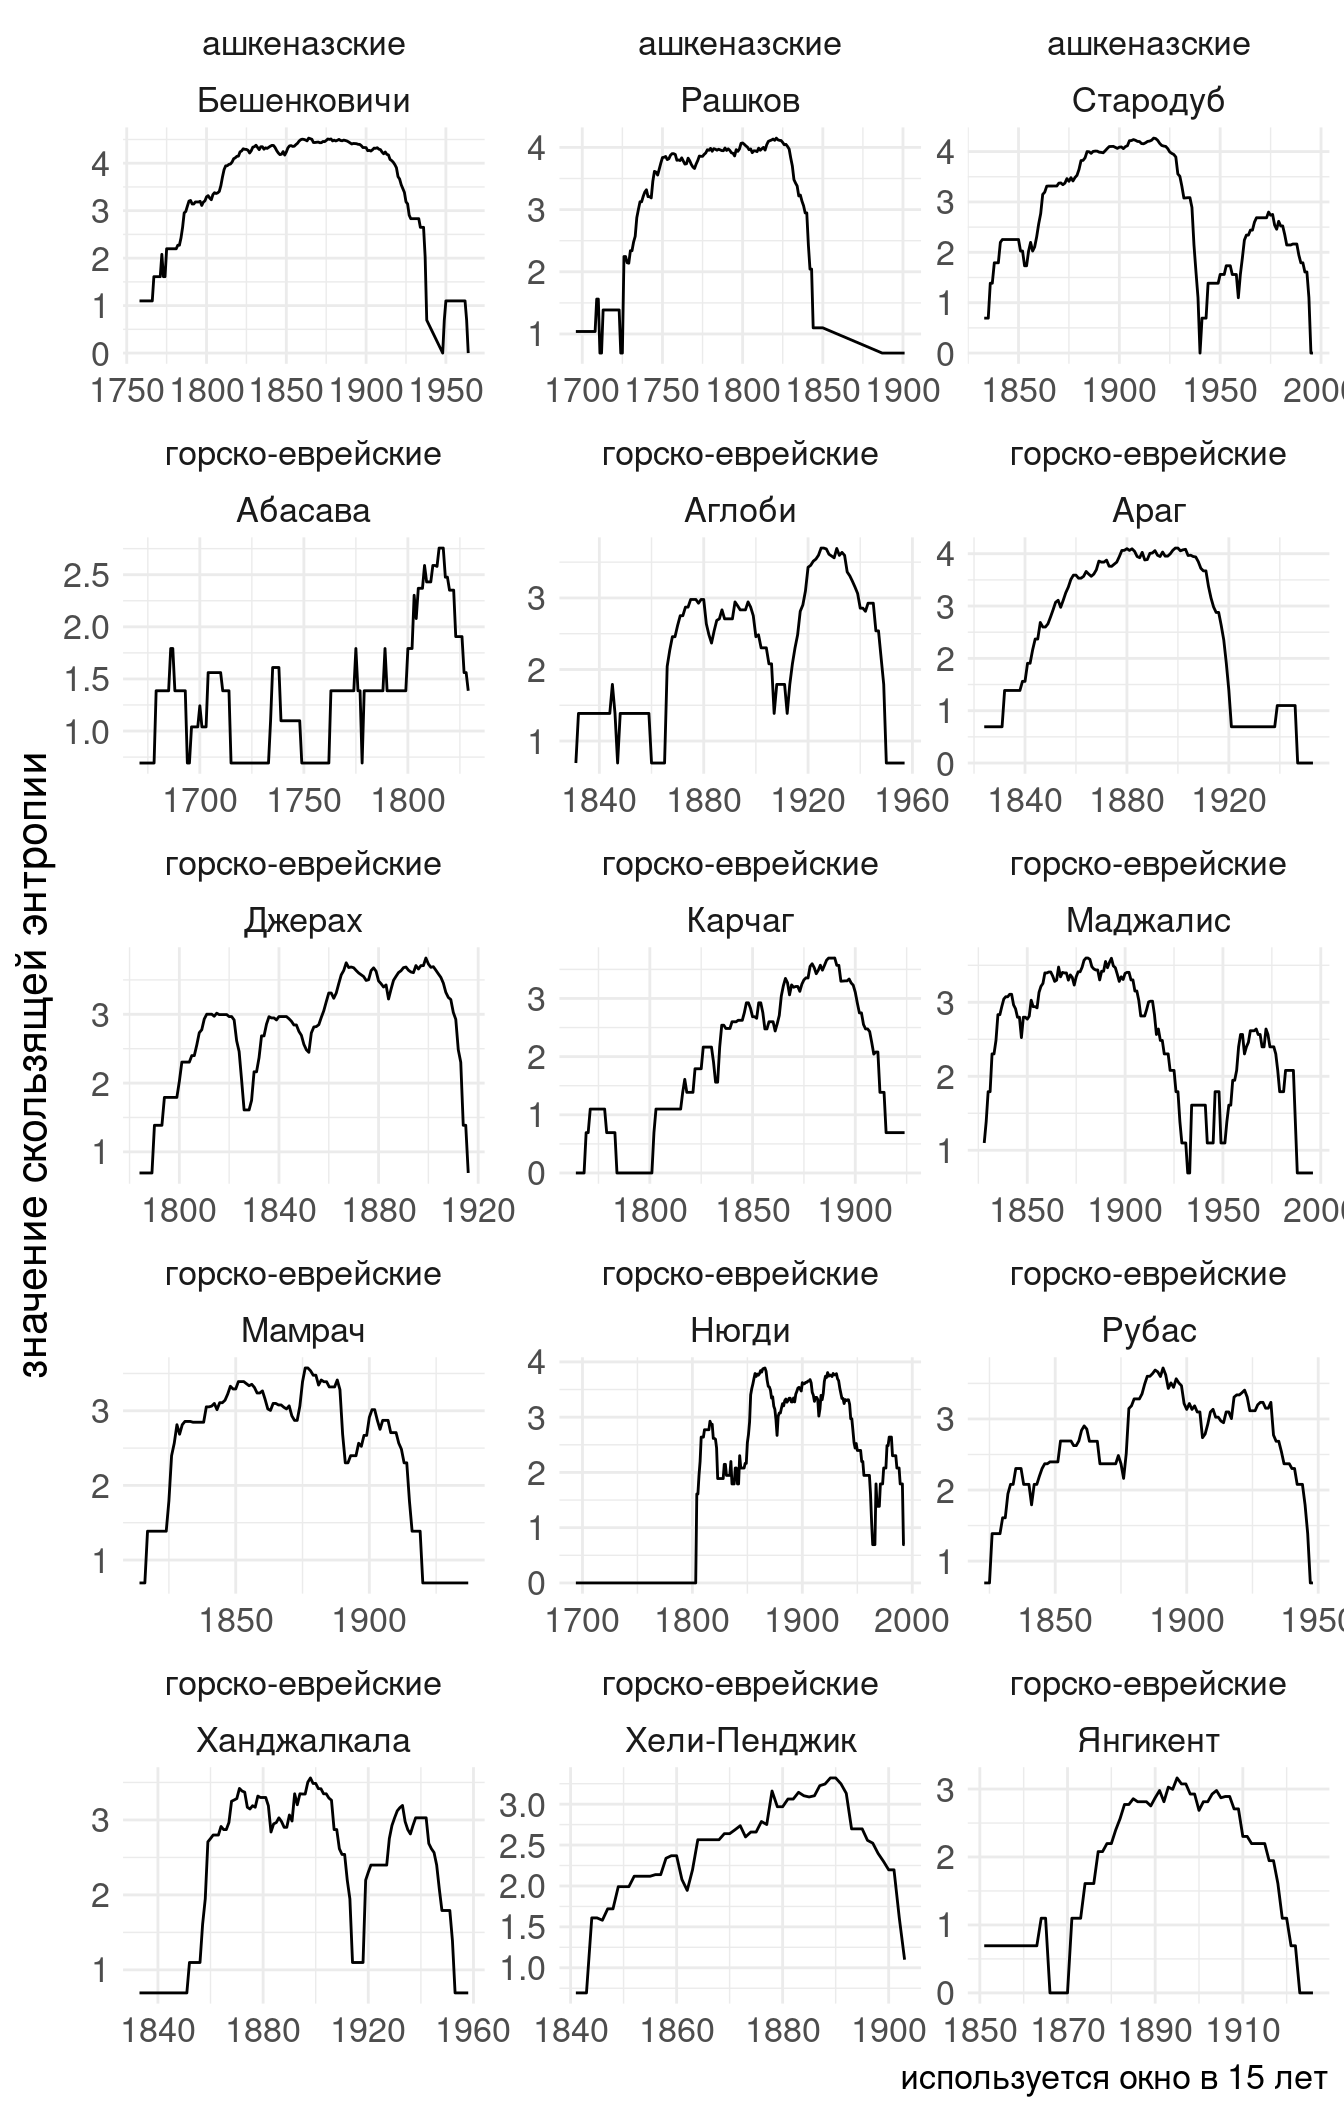 ашкеназские ашкеназские ашкеназские
Бешенковичи Рашков Стародуб
4 4 4
3 3 3
2 2 2
1 1 1
0 0
1750 1800 1850 1900 1950 1700 1750 1800 1850 1900 1850 1900 1950 200
горско-еврейские горско-еврейские горско-еврейские
Абасава Аглоби Араг
2.5 3 4
2.0 2 3
1.5 1 2
1.0 1
0
1700 1750 1800 1840 1880 1920 1960 1840 1880 1920
значение скользящей энтропии
горско-еврейские горско-еврейские горско-еврейские
Джерах Карчаг Маджалис
3 3 3
2 2 2
1 1 1
0
1800 1840 1880 1920 1800 1850 1900 1850 1900 1950 200
горско-еврейские горско-еврейские горско-еврейские
Мамрач Нюгди Рубас
3 4 3
2 3 2
1 2 1
1
0
1850 1900 1700 1800 1900 2000 1850 1900 195
горско-еврейские горско-еврейские горско-еврейские
Ханджалкала Хели-Пенджик Янгикент
3 3.0 3
2 2.5 2
1 2.0 1
1.5 0
1.0
1840 1880 1920 1960 1840 1860 1880 1900 1850 1870 1890 1910
используется окно в 15 лет